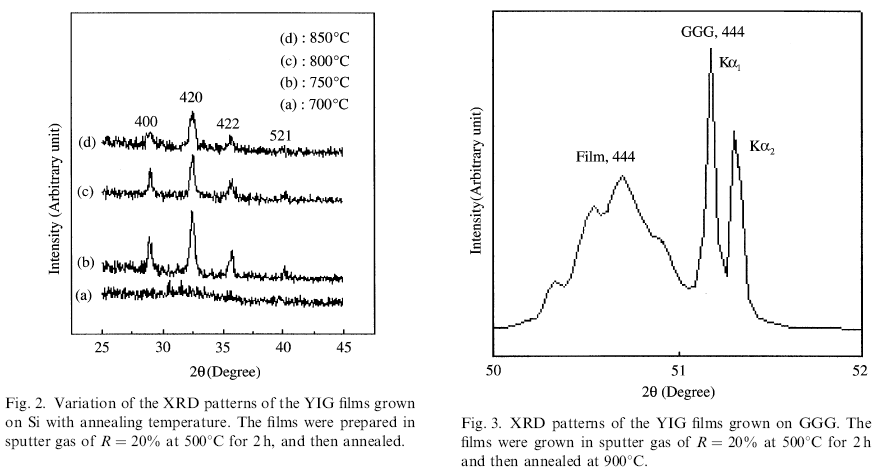 (d) : 850°C
(c) : 800°C
(b) : 750°C
(a) : 700°C
400
420
422
521
(d)
(c)
(b)
(a)
Intensity (Arbitrary unit)
25
30
35
40
45
2θ (Degree)
Fig. 2. Variation of the XRD patterns of the YIG films grown
on Si with annealing temperature. The films were prepared in
sputter gas of R = 20% at 500°C for 2 h, and then annealed.
GGG, 444
Kα1
Kα2
Film, 444
Intensity(Arbitrary unit)
50
51
52
2θ (Degree)
Fig. 3. XRD patterns of the YIG films grown on GGG. The
films were grown in sputter gas of R = 20% at 500°C for 2 h
and then annealed at 900°C.